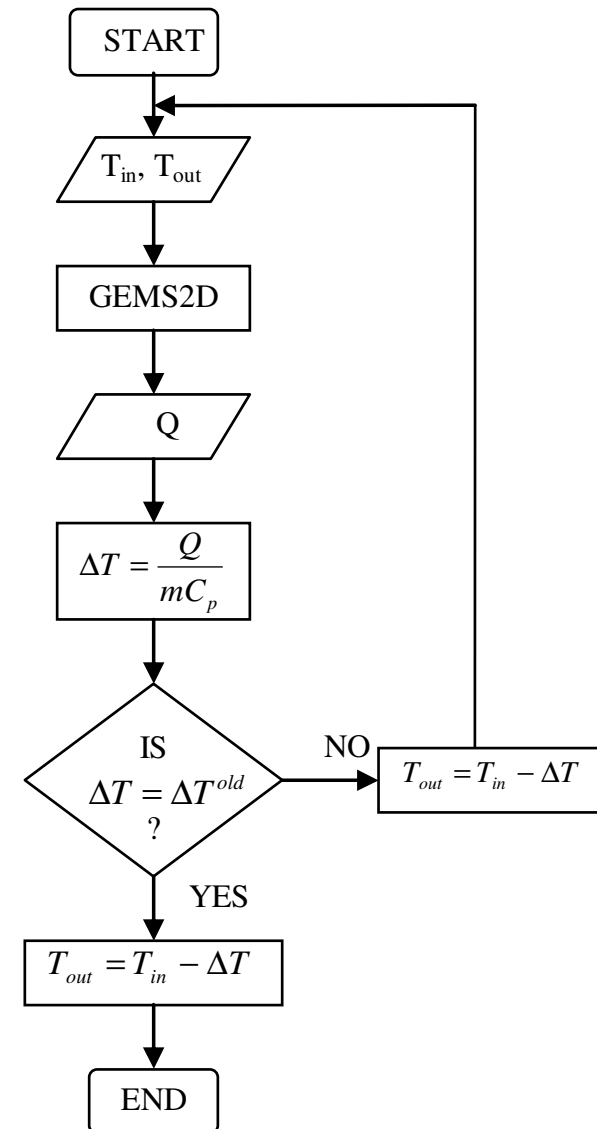 START
T_in, T_out
GEMS2D
Q
ΔT = Q / mC_p
IS
ΔT = ΔT^old
?
NO
T_out = T_in − ΔT
YES
T_out = T_in − ΔT
END